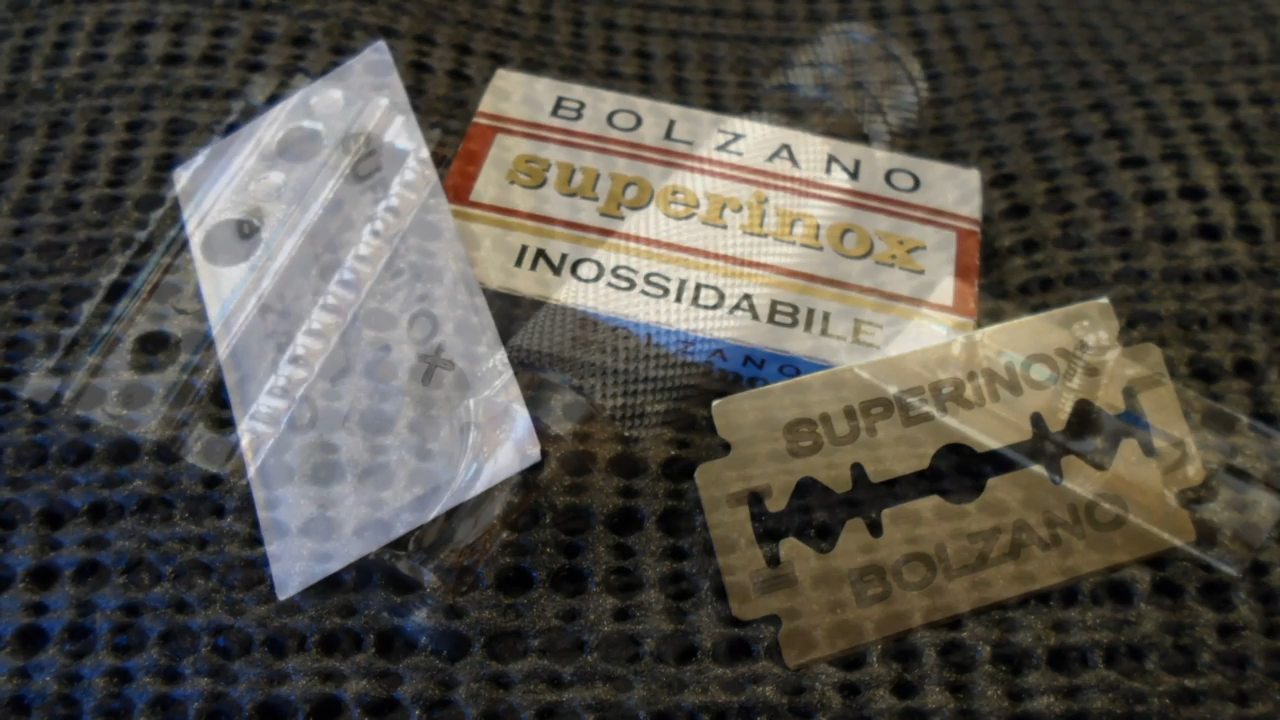 BOLZANO
superinox
INOSSIDABILE
SUPERiNOX
BOLZANO